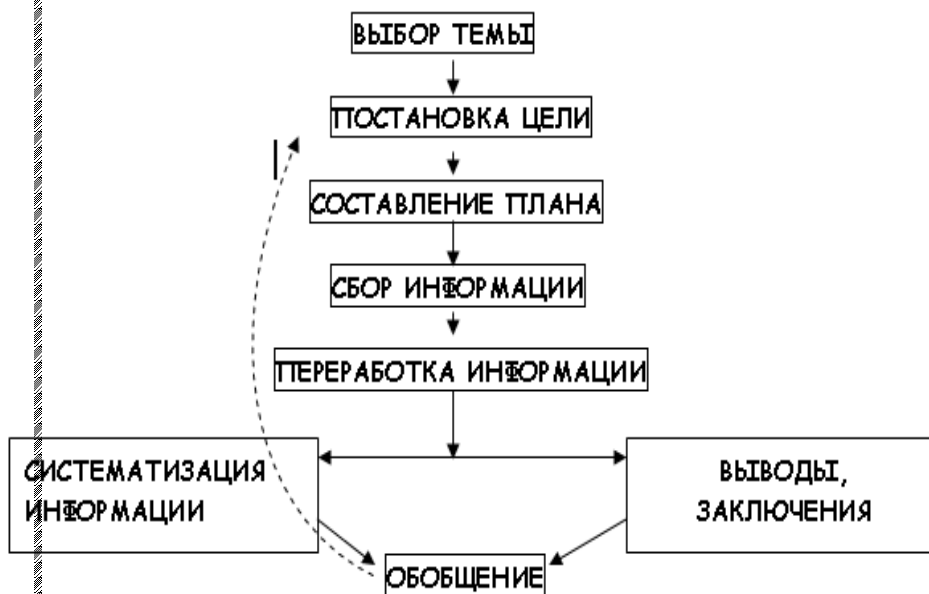 ВЫБОР ТЕМЫ
ПОСТАНОВКА ЦЕЛИ
СОСТАВЛЕНИЕ ПЛАНА
СБОР ИНФОРМАЦИИ
ПЕРЕРАБОТКА ИНФОРМАЦИИ
СИСТЕМАТИЗАЦИЯ
ИНФОРМАЦИИ
ВЫВОДЫ,
ЗАКЛЮЧЕНИЯ
ОБОБЩЕНИЕ